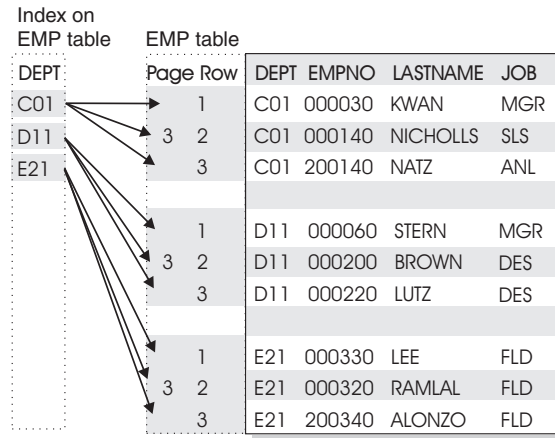 Index on
EMP table EMP table
DEPT Page Row DEPT EMPNO LASTNAME JOB
C01 1 C01 000030 KWAN MGR
D11 3 2 C01 000140 NICHOLLS SLS
E21 3 C01 200140 NATZ ANL
1 D11 000060 STERN MGR
3 2 D11 000200 BROWN DES
3 D11 000220 LUTZ DES
1 E21 000330 LEE FLD
3 2 E21 000320 RAMLAL FLD
3 E21 200340 ALONZO FLD